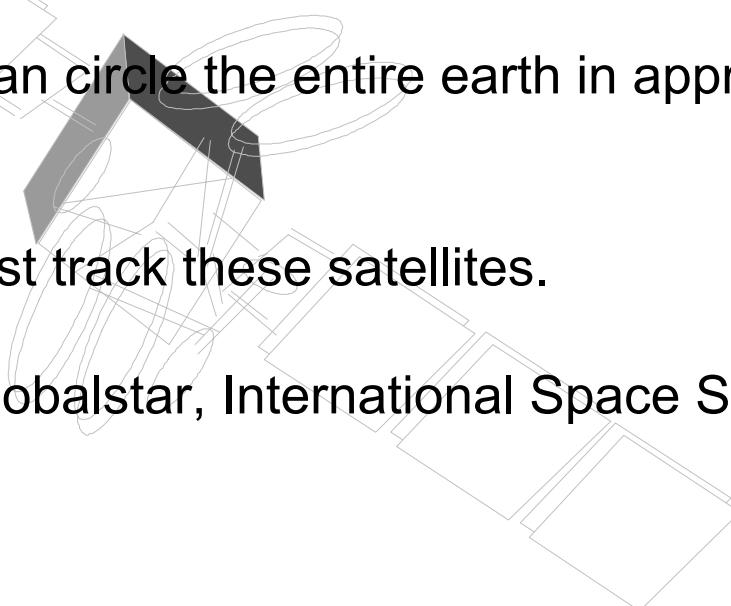 an circle the entire earth in appr
st track these satellites.
obalstar, International Space S